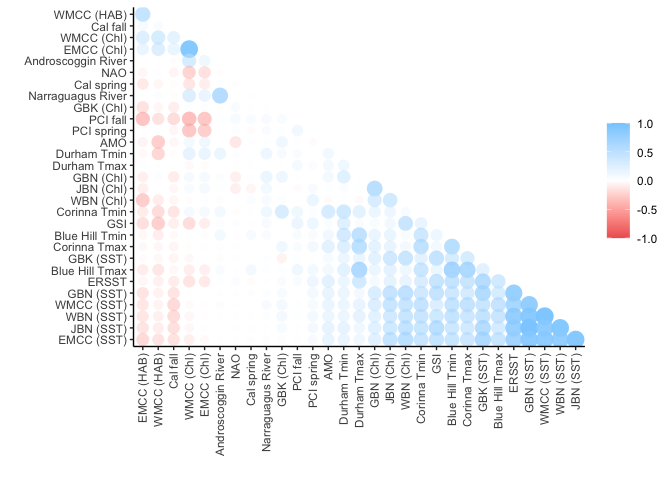 WMCC (HAB)
Cal fall
WMCC (Chl)
EMCC (Chl)
Androscoggin River
NAO
Cal spring
Narraguagus River
GBK (Chl)
PCI fall
PCI spring
AMO
Durham Tmin
Durham Tmax
GBN (Chl)
JBN (Chl)
WBN (Chl)
Corinna Tmin
GSI
Blue Hill Tmin
Corinna Tmax
GBK (SST)
Blue Hill Tmax
ERSST
GBN (SST)
WMCC (SST)
WBN (SST)
JBN (SST)
EMCC (SST)
EMCC (HAB)
WMCC (HAB)
Cal fall
WMCC (Chl)
EMCC (Chl)
Androscoggin River
NAO
Cal spring
Narraguagus River
GBK (Chl)
PCI fall
PCI spring
AMO
Durham Tmin
Durham Tmax
GBN (Chl)
JBN (Chl)
WBN (Chl)
Corinna Tmin
GSI
Blue Hill Tmin
Corinna Tmax
GBK (SST)
Blue Hill Tmax
ERSST
GBN (SST)
WMCC (SST)
WBN (SST)
JBN (SST)
1.0
0.5
0.0
-0.5
-1.0